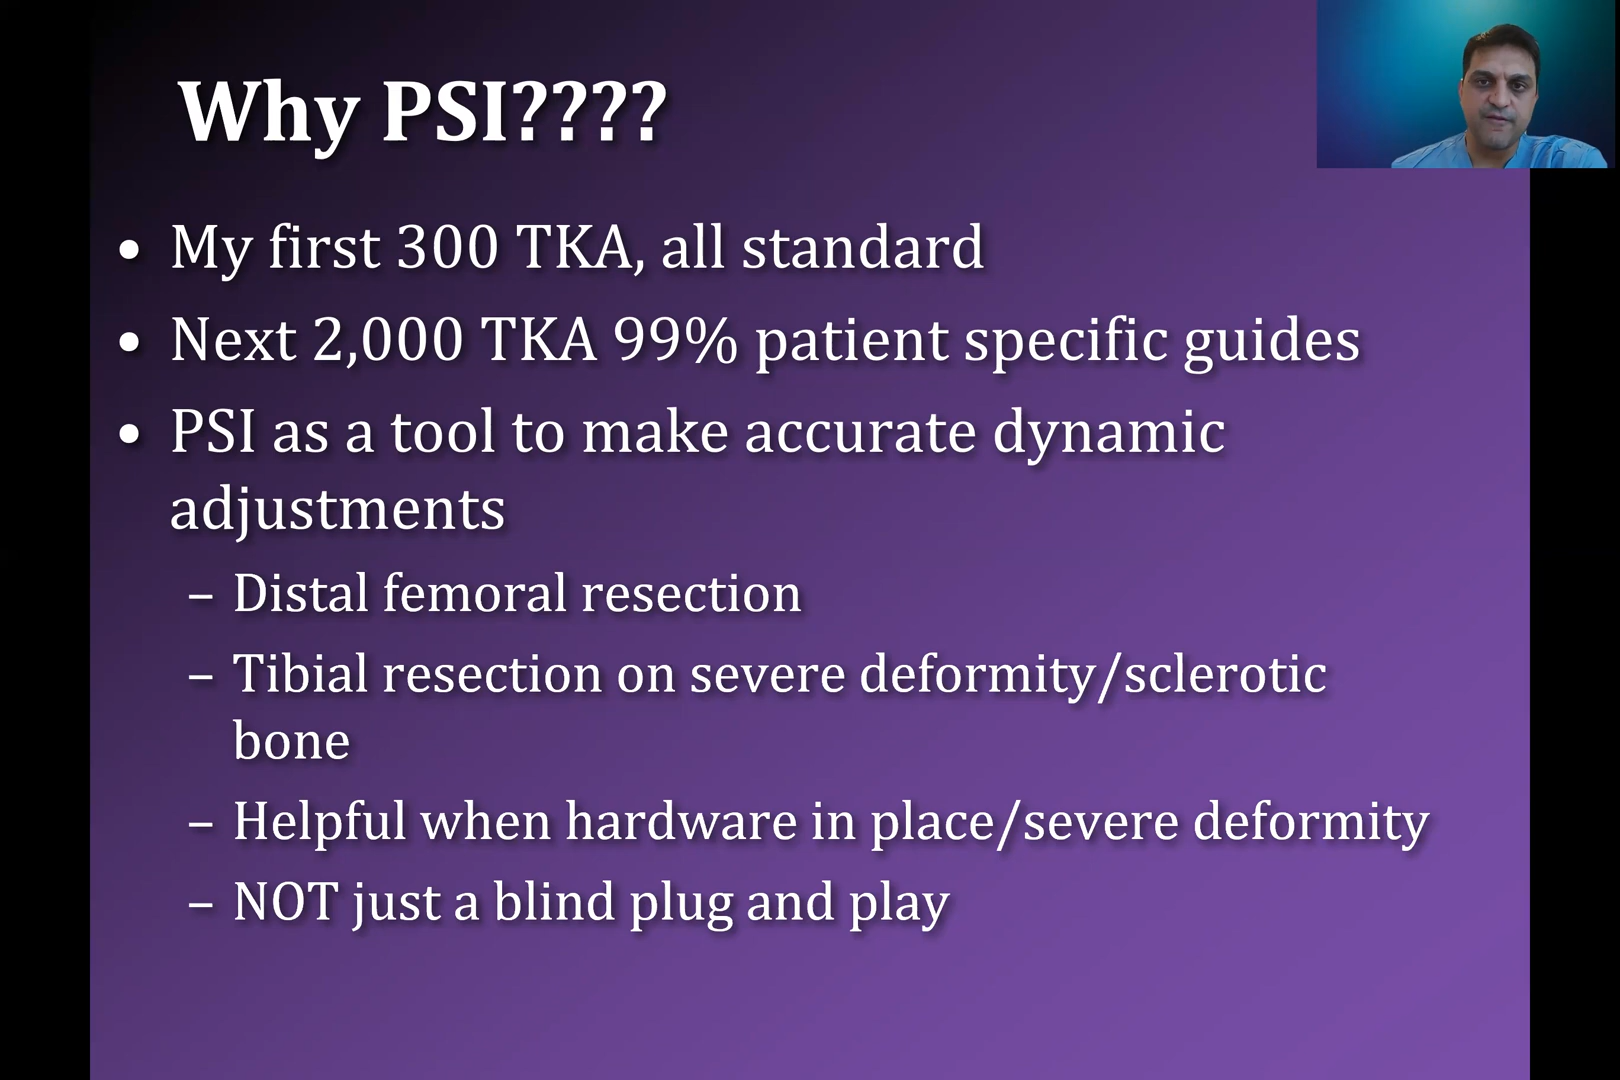 Why PSI????
• My first 300 TKA, all standard
• Next 2,000 TKA 99% patient specific guides
• PSI as a tool to make accurate dynamic
adjustments
– Distal femoral resection
– Tibial resection on severe deformity/sclerotic
bone
– Helpful when hardware in place/severe deformity
– NOT just a blind plug and play